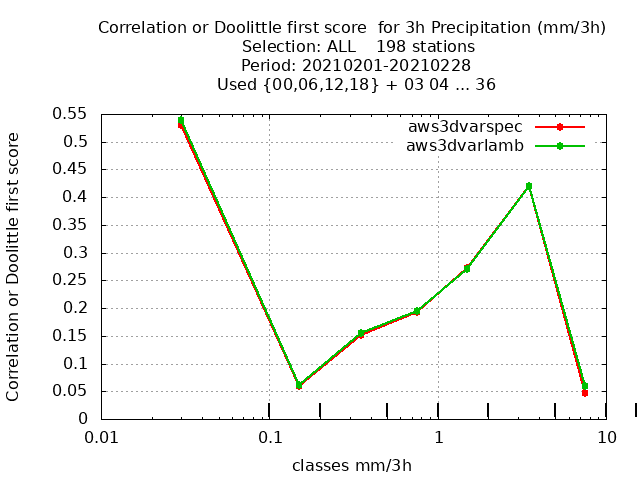 Correlation or Doolittle first score  for 3h Precipitation (mm/3h)
Selection: ALL    198 stations
Period: 20210201-20210228
Used {00,06,12,18} + 03 04 ... 36
aws3dvarspec
aws3dvarlamb
0.55
0.5
0.45
0.4
0.35
0.3
0.25
0.2
0.15
0.1
0.05
0
Correlation or Doolittle first score
0.01 0.1 1 10
classes mm/3h